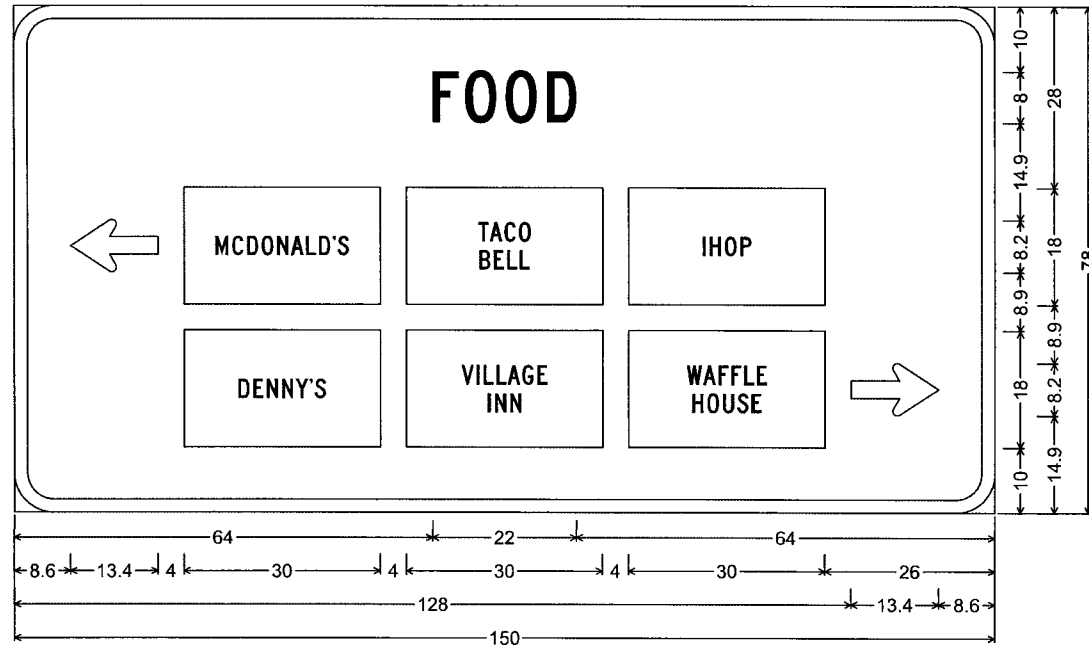 FOOD
MCDONALD'S
TACO
BELL
IHOP
DENNY'S
VILLAGE
INN
WAFFLE
HOUSE
10
8
14.9
8.2
8.9
18
10
28
18
8.9
8.2
14.9
78
64 22 64
8.6 13.4 4 30 4 30 4 30 26
128 13.4 8.6
150